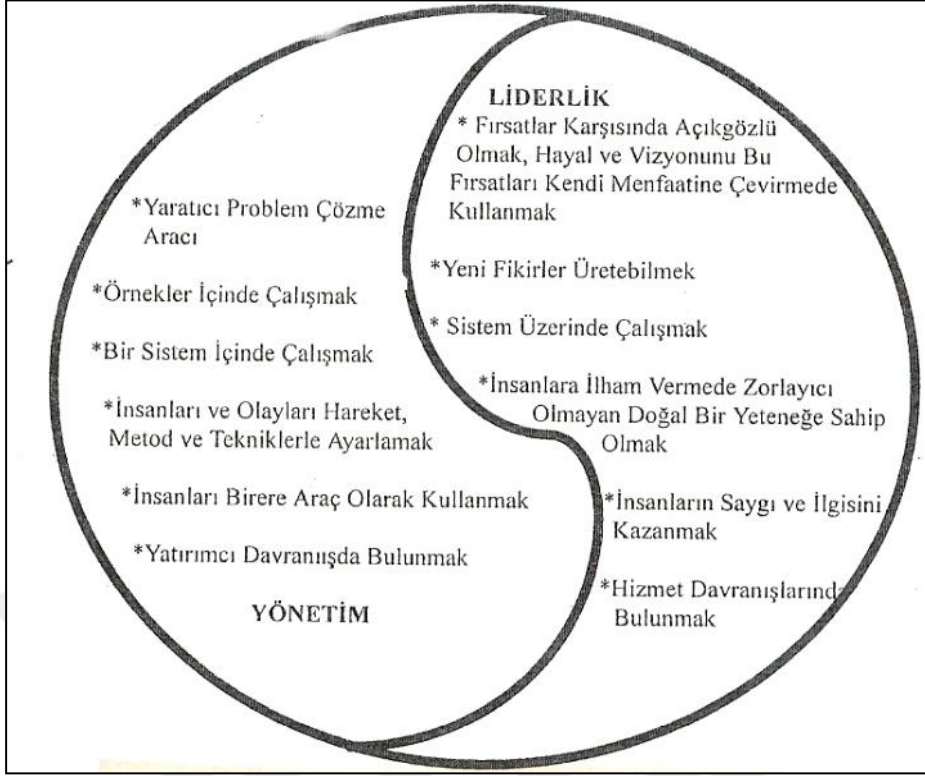 LİDERLİK
* Fırsatlar Karşısında Açıkgözlü
Olmak, Hayal ve Vizyonunu Bu
Fırsatları Kendi Menfaatine Çevirmede
Kullanmak
*Yeni Fikirler Üretebilmek
* Sistem Üzerinde Çalışmak
*İnsanlara İlham Vermede Zorlayıcı
Olmayan Doğal Bir Yeteneğe Sahip
Olmak
*İnsanların Saygı ve İlgisini
Kazanmak
*Hizmet Davranışlarında
Bulunmak
*Yaratıcı Problem Çözme
Aracı
*Örnekler İçinde Çalışmak
*Bir Sistem İçinde Çalışmak
*İnsanları ve Olayları Hareket,
Metod ve Tekniklerle Ayarlamak
*İnsanları Birere Araç Olarak Kullanmak
*Yatırımcı Davranıışda Bulunmak
YÖNETİM